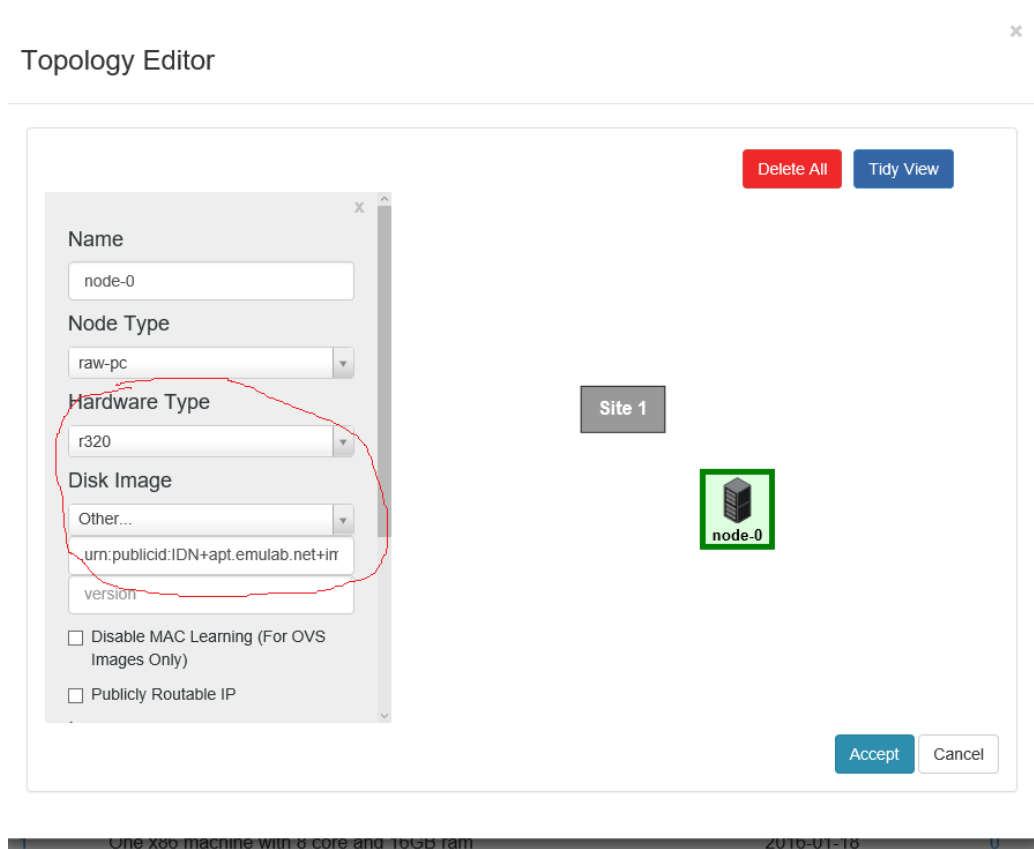 ×
Topology Editor
Delete All
Tidy View
x
Name
node-0
Node Type
raw-pc
Hardware Type
r320
Disk Image
Other...
urn:publicid:IDN+apt.emulab.net+im
version
Disable MAC Learning (For OVS
Images Only)
Publicly Routable IP
Site 1
node-0
Accept
Cancel
1 One x86 machine with 8 core and 16GB ram 2016-01-18 0